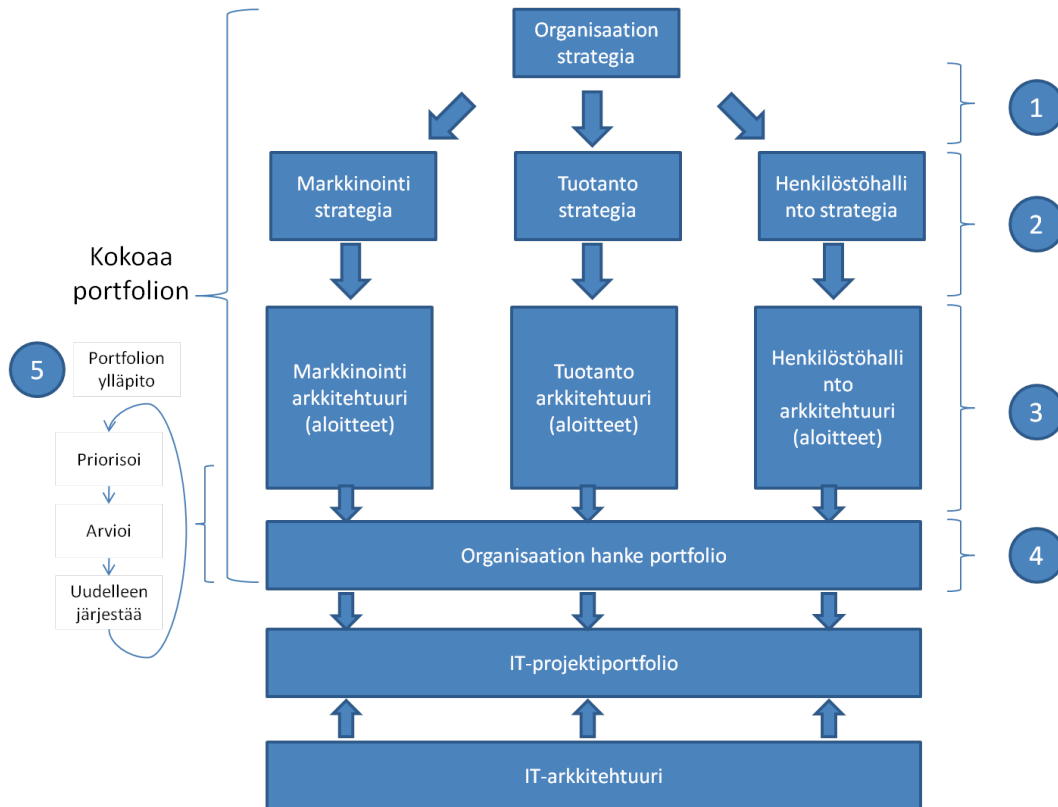 Organisaation
strategia
1
Markkinointi
strategia
Tuotanto
strategia
Henkilöstöhalli
nto strategia
2
Kokoaa
portfolion
5
Portfolion
ylläpito
Priorisoi
Arvioi
Uudelleen
järjestää
Markkinointi
arkkitehtuuri
(aloitteet)
Tuotanto
arkkitehtuuri
(aloitteet)
Henkilöstöhalli
nto
arkkitehtuuri
(aloitteet)
3
Organisaation hanke portfolio
4
IT-projektiportfolio
IT-arkkitehtuuri